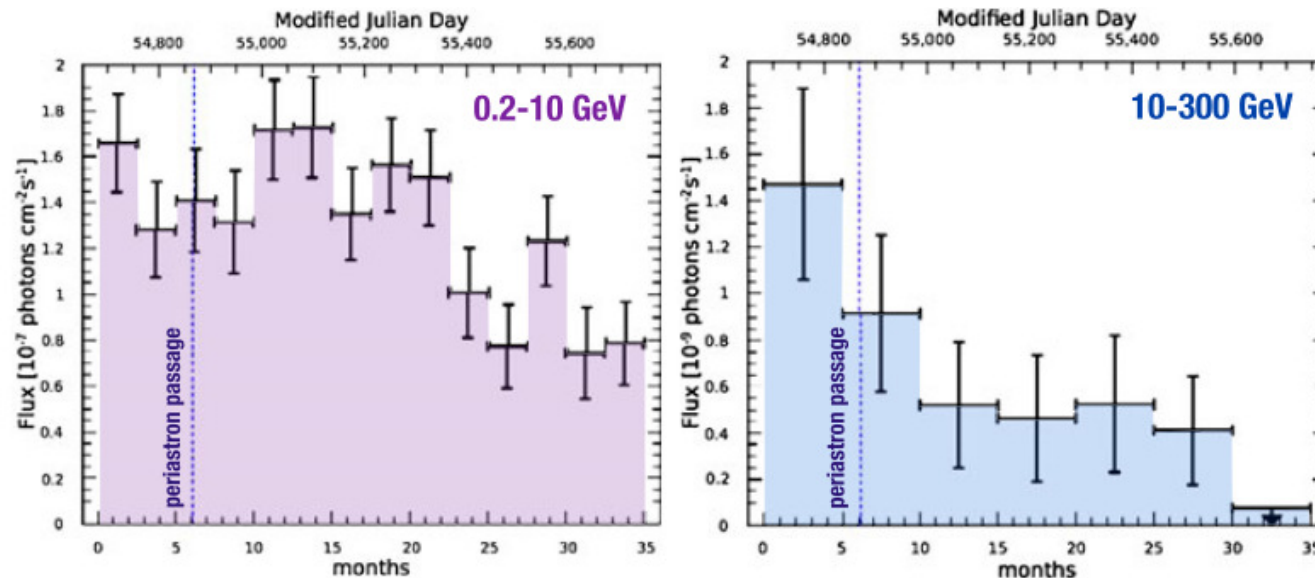 Modified Julian Day
54,800 55,000 55,200 55,400 55,600
2
1.8
1.6
1.4
1.2
1
0.8
0.6
0.4
0.2
0
Flux [10⁻⁷ photons cm⁻²s⁻¹]
0.2-10 GeV
periastron passage
0 5 10 15 20 25 30 35
months
Modified Julian Day
54,800 55,000 55,200 55,400 55,600
2
1.8
1.6
1.4
1.2
1
0.8
0.6
0.4
0.2
0
Flux [10⁻⁹ photons cm⁻²s⁻¹]
10-300 GeV
periastron passage
0 5 10 15 20 25 30 35
months